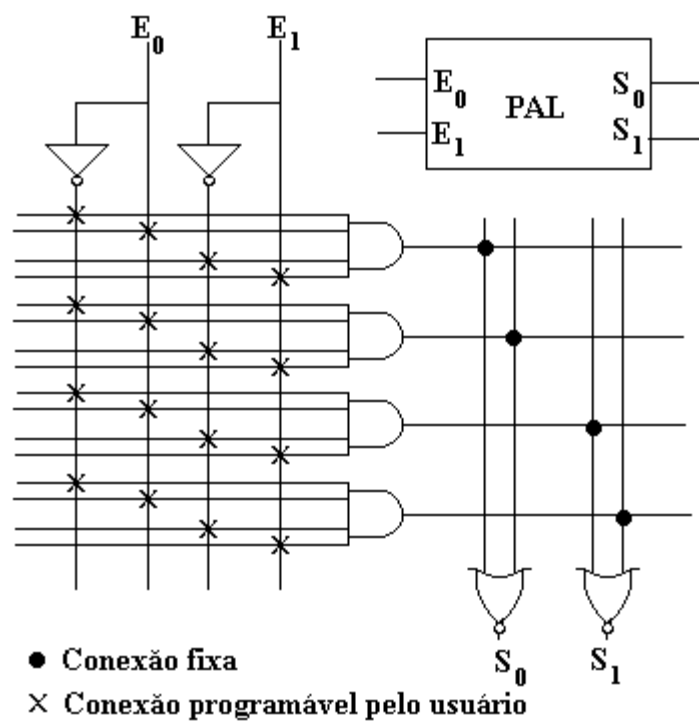 E0 E1
E0 PAL S0
E1 S1
S0 S1
Conexão fixa
Conexão programável pelo usuário